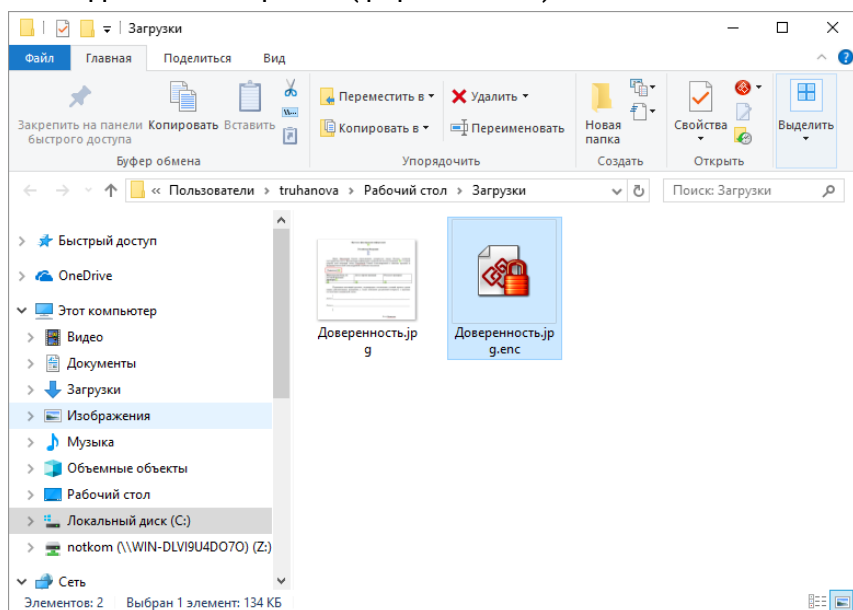 Загрузки
Файл Главная Поделиться Вид
Закрепить на панели быстрого доступа
Копировать
Вставить
W...
Переместить в
Копировать в
Удалить
Переименовать
Новая папка
Свойства
Выделить
Буфер обмена Упорядочить Создать Открыть
« Пользователи › truhanova › Рабочий стол › Загрузки
Поиск: Загрузки
Быстрый доступ
OneDrive
Этот компьютер
Видео
Документы
Загрузки
Изображения
Музыка
Объемные объекты
Рабочий стол
Локальный диск (C:)
notkom (\\WIN-DLVI9U4DO7O) (Z:)
Сеть
Доверенность.jp
g
Доверенность.jp
g.enc
Элементов: 2 Выбран 1 элемент: 134 КБ